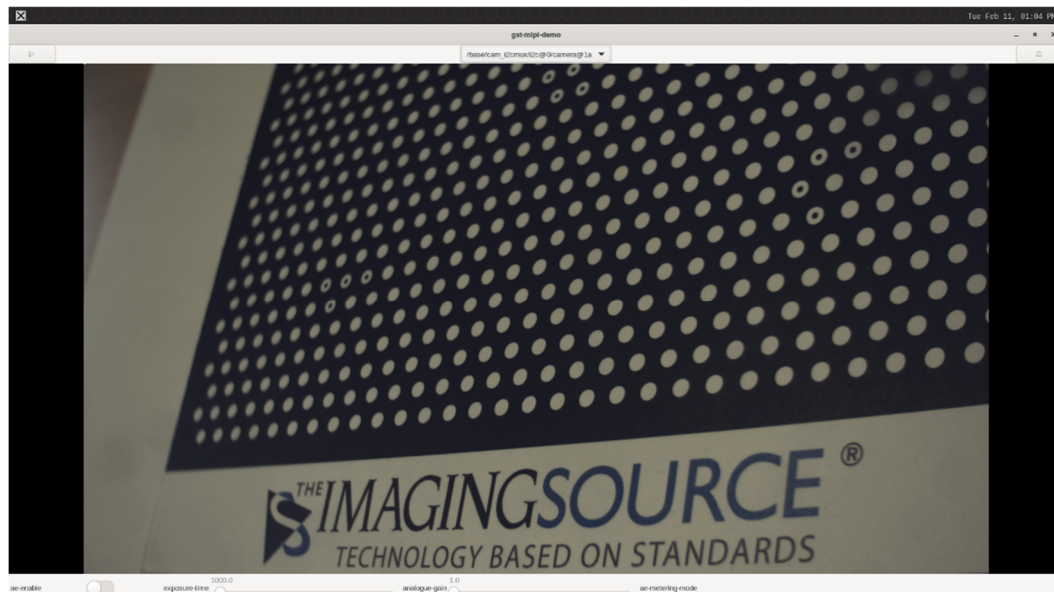 Tue Feb 11, 01:04 PM
gst-mipi-demo
/base/cam_i2cmux/i2c@0/camera@1a
THE IMAGINGSOURCE ®
TECHNOLOGY BASED ON STANDARDS
ae-enable
exposure-time 1000.0
analogue-gain 1.0
ae-metering-mode